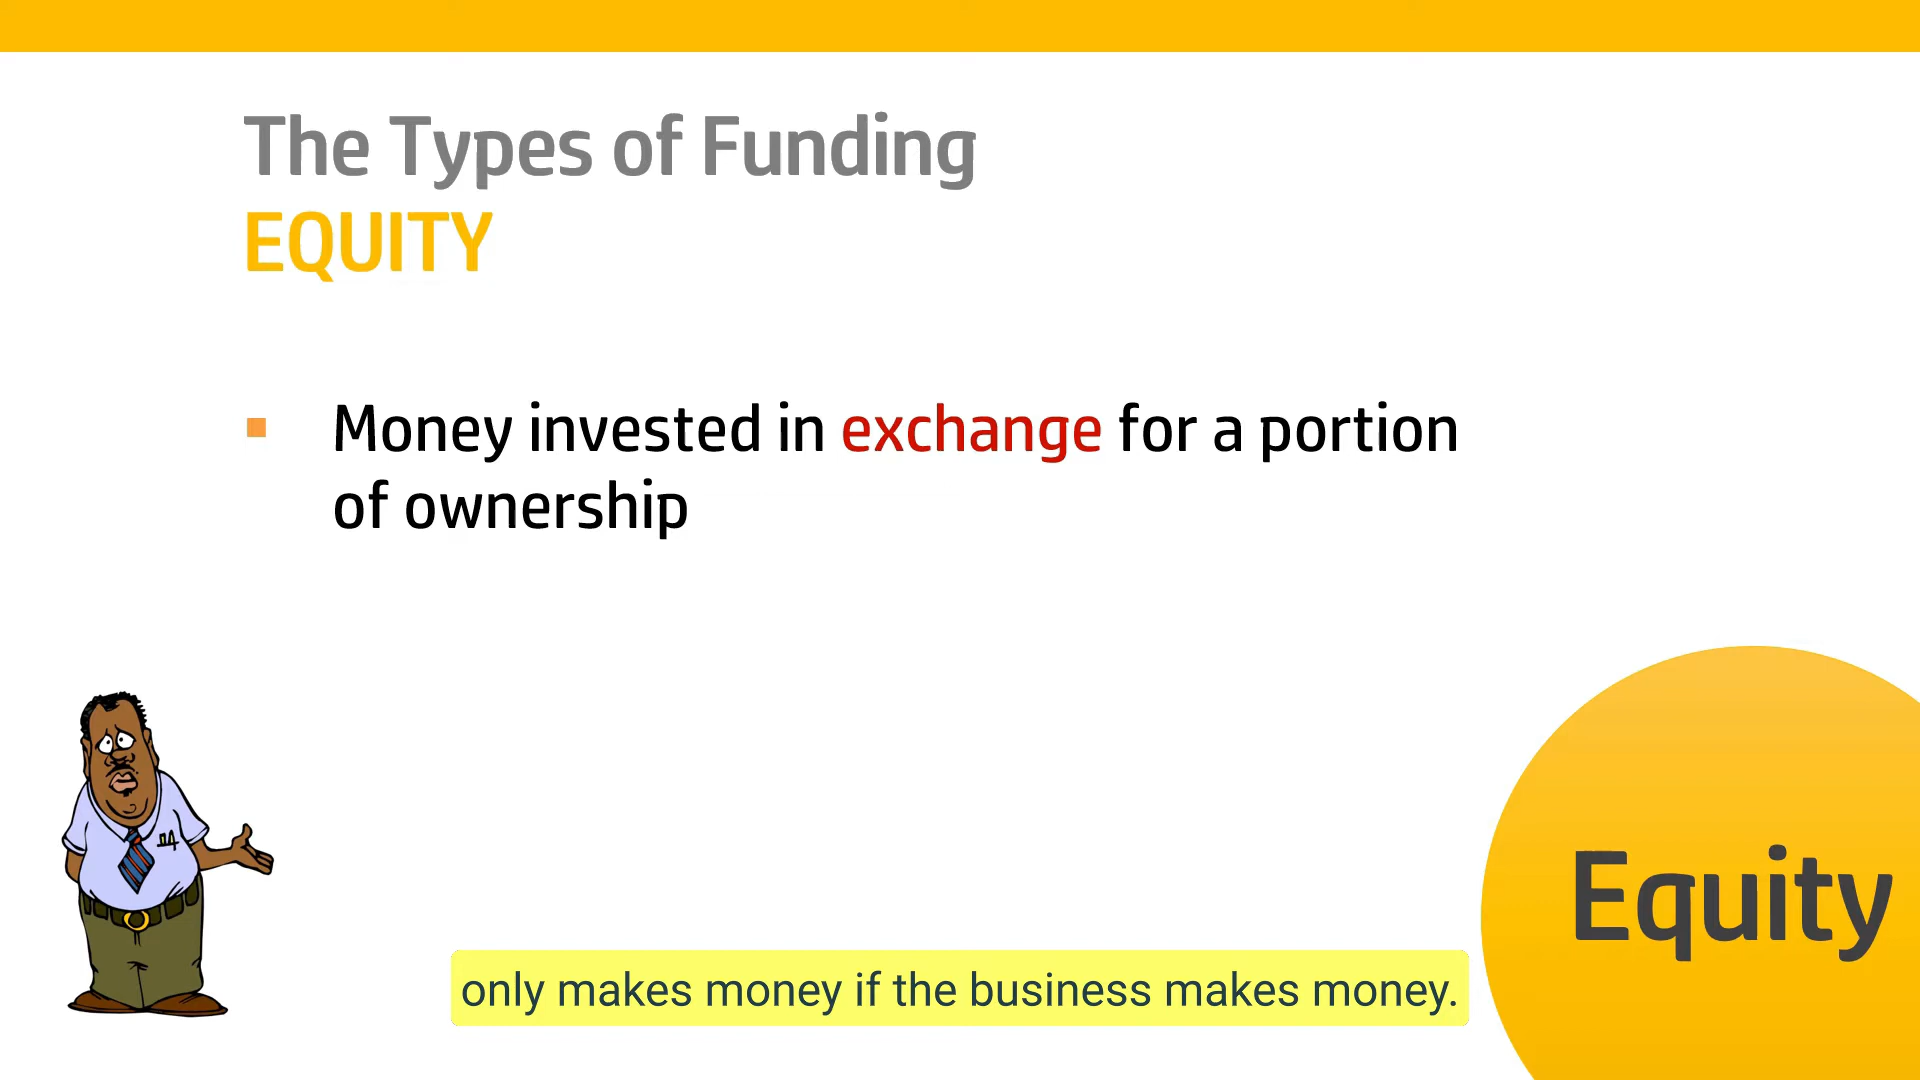 The Types of Funding
EQUITY
Money invested in exchange for a portion
of ownership
Equity
only makes money if the business makes money.